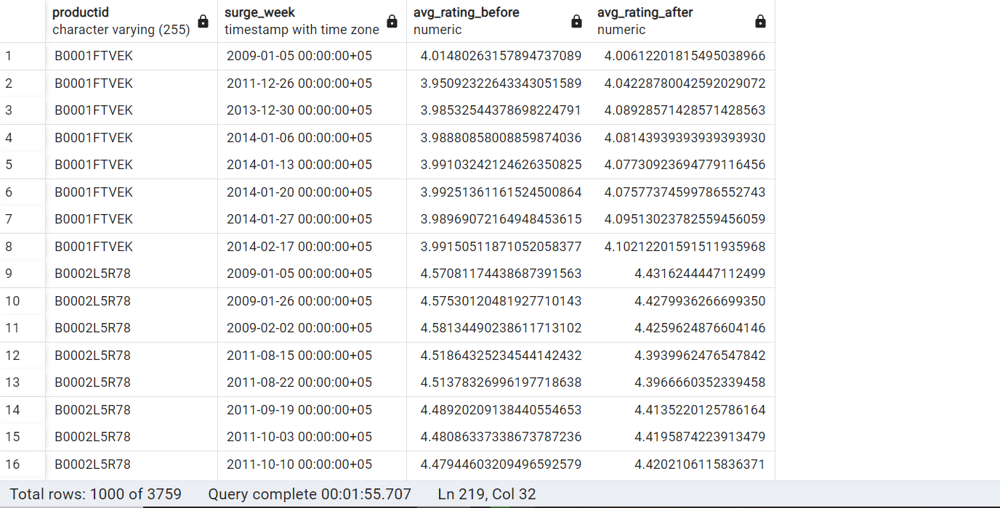 productid surge_week avg_rating_before avg_rating_after
character varying (255) timestamp with time zone numeric numeric
1 B0001FTVEK 2009-01-05 00:00:00+05 4.01480263157894737089 4.00612201815495038966
2 B0001FTVEK 2011-12-26 00:00:00+05 3.95092322643343051589 4.04228780042592029072
3 B0001FTVEK 2013-12-30 00:00:00+05 3.98532544378698224791 4.08928571428571428563
4 B0001FTVEK 2014-01-06 00:00:00+05 3.98880858008859874036 4.08143939393939393930
5 B0001FTVEK 2014-01-13 00:00:00+05 3.99103242124626350825 4.07730923694779116456
6 B0001FTVEK 2014-01-20 00:00:00+05 3.99251361161524500864 4.07577374599786552743
7 B0001FTVEK 2014-01-27 00:00:00+05 3.98969072164948453615 4.09513023782559456059
8 B0001FTVEK 2014-02-17 00:00:00+05 3.99150511871052058377 4.10212201591511935968
9 B0002L5R78 2009-01-05 00:00:00+05 4.57081174438687391563 4.4316244447112499
10 B0002L5R78 2009-01-26 00:00:00+05 4.57530120481927710143 4.4279936266699350
11 B0002L5R78 2009-02-02 00:00:00+05 4.58134490238611713102 4.4259624876604146
12 B0002L5R78 2011-08-15 00:00:00+05 4.51864325234544142432 4.3939962476547842
13 B0002L5R78 2011-08-22 00:00:00+05 4.51378326996197718638 4.3966660352339458
14 B0002L5R78 2011-09-19 00:00:00+05 4.48920209138440554653 4.4135220125786164
15 B0002L5R78 2011-10-03 00:00:00+05 4.48086337338673787236 4.4195874223913479
16 B0002L5R78 2011-10-10 00:00:00+05 4.47944603209496592579 4.4202106115836371
Total rows: 1000 of 3759 Query complete 00:01:55.707 Ln 219, Col 32